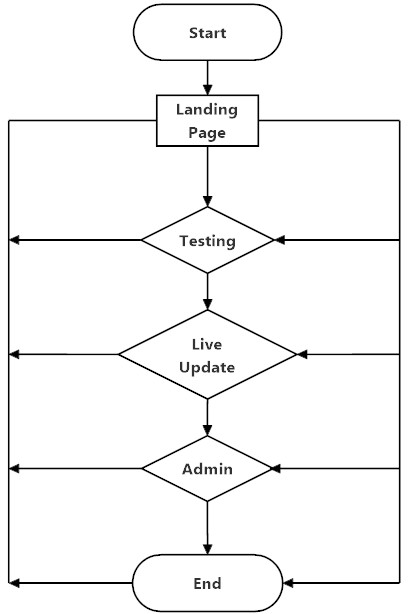 Start
Landing
Page
Testing
Live
Update
Admin
End